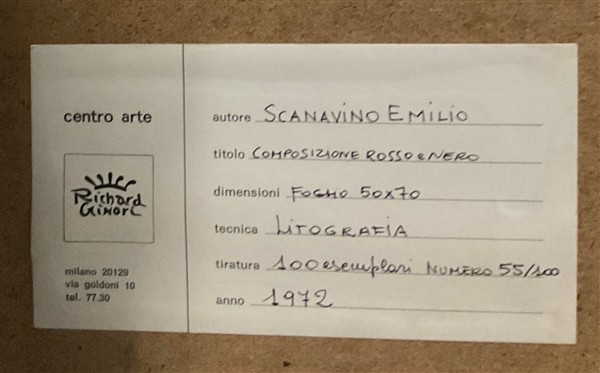 centro arte
Richard
Ginori
milano 20129
via goldoni 10
tel. 77.30
autore SCANAVINO EMILIO
titolo COMPOSIZIONE ROSSO e NERO
dimensioni FOGLIO 50x70
tecnica LITOGRAFIA
tiratura 100 esemplari NUMERO 55/100
anno 1972